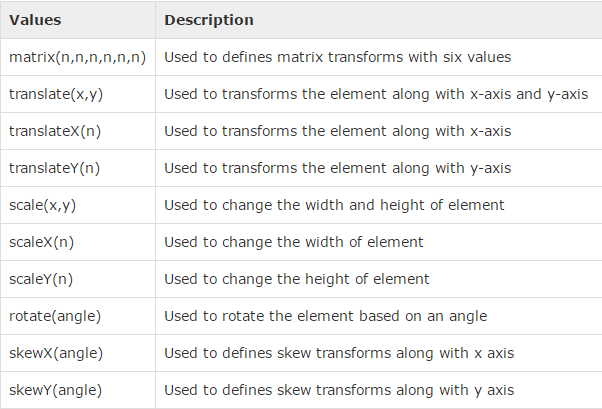 Values Description
matrix(n,n,n,n,n,n) Used to defines matrix transforms with six values
translate(x,y) Used to transforms the element along with x-axis and y-axis
translateX(n) Used to transforms the element along with x-axis
translateY(n) Used to transforms the element along with y-axis
scale(x,y) Used to change the width and height of element
scaleX(n) Used to change the width of element
scaleY(n) Used to change the height of element
rotate(angle) Used to rotate the element based on an angle
skewX(angle) Used to defines skew transforms along with x axis
skewY(angle) Used to defines skew transforms along with y axis